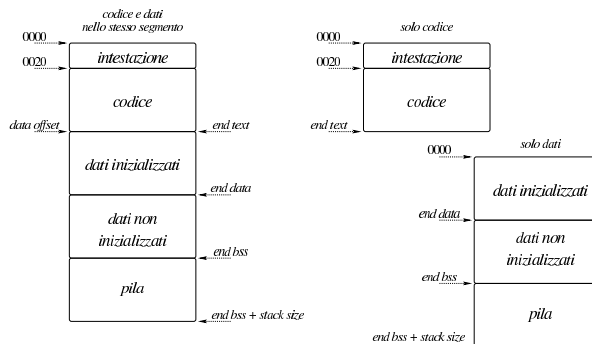 codice e dati
nello stesso segmento
0000
intestazione
0020
codice
data offset
end text
dati inizializzati
end data
dati non
inizializzati
end bss
pila
end bss + stack size
solo codice
0000
intestazione
0020
codice
end text
solo dati
0000
dati inizializzati
end data
dati non
inizializzati
end bss
pila
end bss + stack size